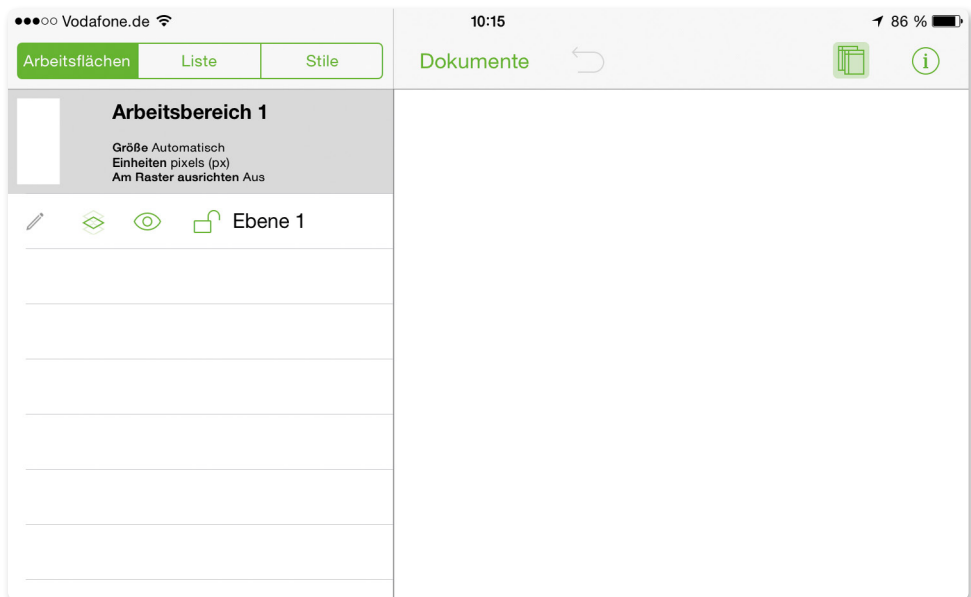 Vodafone.de
10:15
86 %
Arbeitsflächen
Liste
Stile
Dokumente
i
Arbeitsbereich 1
Größe Automatisch
Einheiten pixels (px)
Am Raster ausrichten Aus
Ebene 1